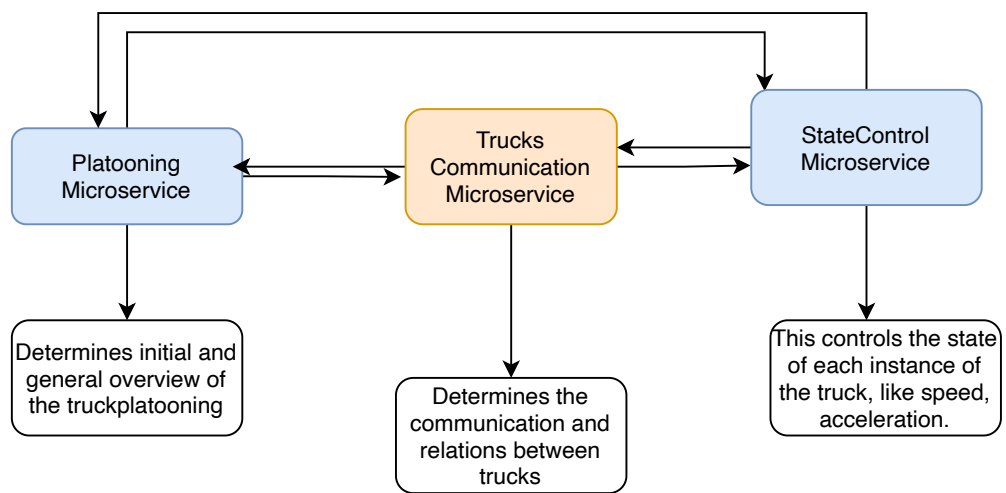 Platooning
Microservice
Trucks
Communication
Microservice
StateControl
Microservice
Determines initial and
general overview of
the truckplatooning
Determines the
communication and
relations between
trucks
This controls the state
of each instance of
the truck, like speed,
acceleration.